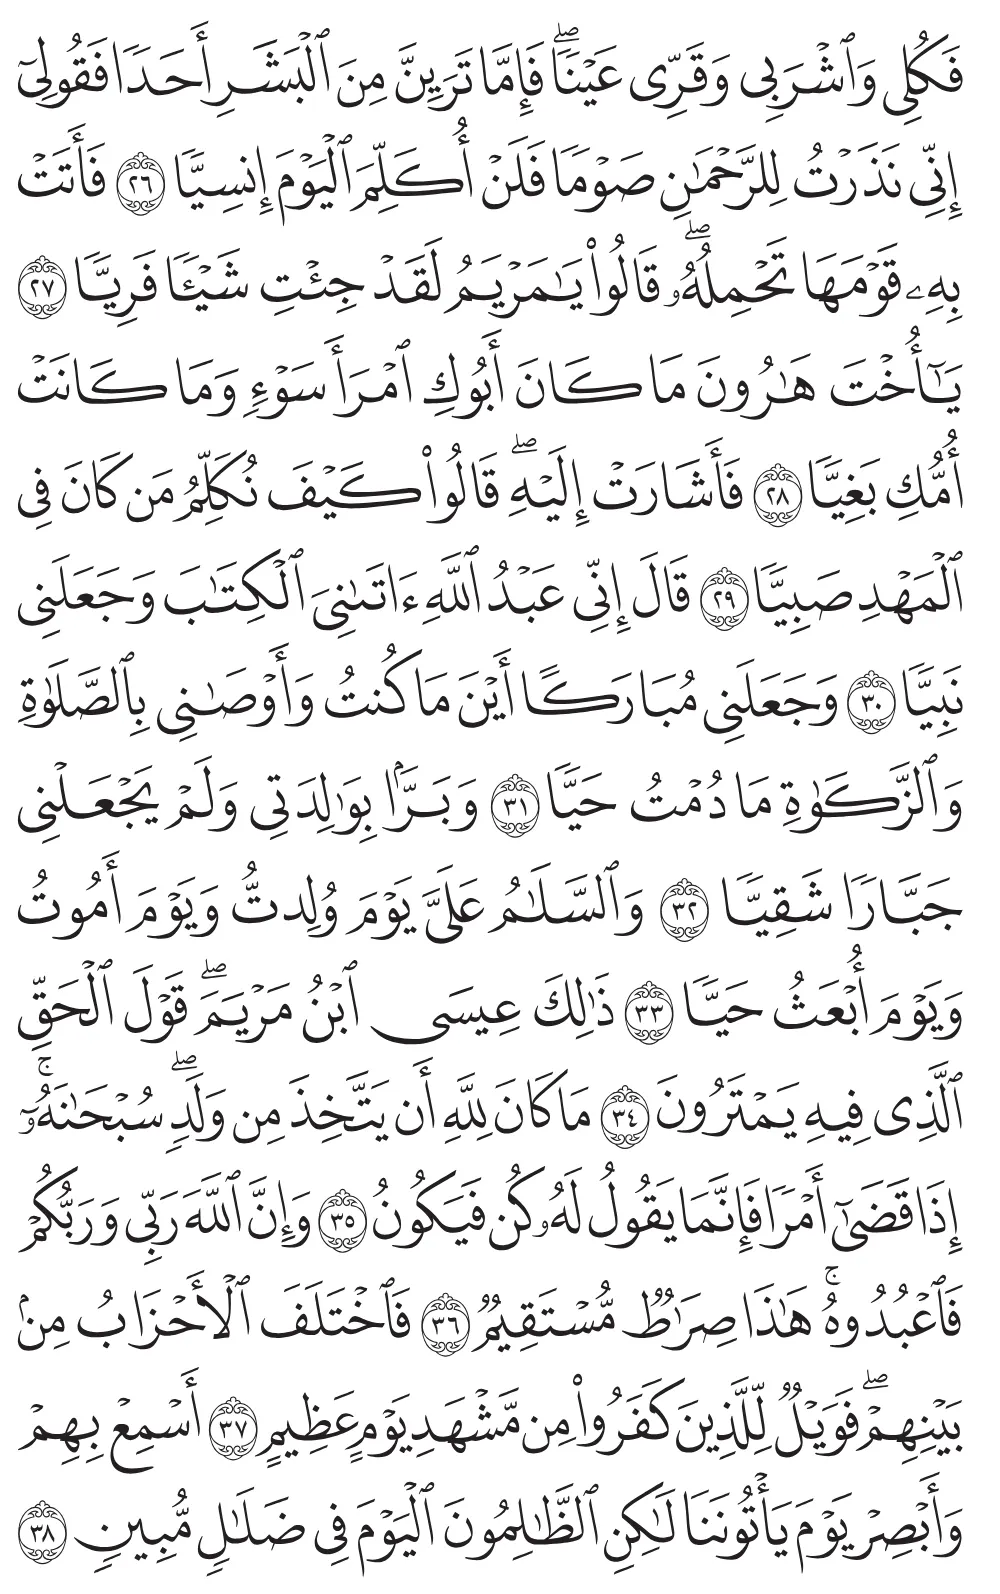 فَكُلِى وَٱشْرَبِى وَقَرِّى عَيْنًاۖ فَإِمَّا تَرَيِنَّ مِنَ ٱلْبَشَرِ أَحَدًا فَقُولِىٓ
إِنِّى نَذَرْتُ لِلرَّحْمَٰنِ صَوْمًا فَلَنْ أُكَلِّمَ ٱلْيَوْمَ إِنسِيًّا ٢٦ فَأَتَتْ
بِهِۦ قَوْمَهَا تَحْمِلُهُۥۖ قَالُوا۟ يَٰمَرْيَمُ لَقَدْ جِئْتِ شَيْـًٔا فَرِيًّا ٢٧
يَٰٓأُخْتَ هَٰرُونَ مَا كَانَ أَبُوكِ ٱمْرَأَ سَوْءٍ وَمَا كَانَتْ
أُمُّكِ بَغِيًّا ٢٨ فَأَشَارَتْ إِلَيْهِۖ قَالُوا۟ كَيْفَ نُكَلِّمُ مَن كَانَ فِى
ٱلْمَهْدِ صَبِيًّا ٢٩ قَالَ إِنِّى عَبْدُ ٱللَّهِ ءَاتَىٰنِىَ ٱلْكِتَٰبَ وَجَعَلَنِى
نَبِيًّا ٣٠ وَجَعَلَنِى مُبَارَكًا أَيْنَ مَا كُنتُ وَأَوْصَٰنِى بِٱلصَّلَوٰةِ
وَٱلزَّكَوٰةِ مَا دُمْتُ حَيًّا ٣١ وَبَرًّۢا بِوَٰلِدَتِى وَلَمْ يَجْعَلْنِى
جَبَّارًا شَقِيًّا ٣٢ وَٱلسَّلَٰمُ عَلَىَّ يَوْمَ وُلِدتُّ وَيَوْمَ أَمُوتُ
وَيَوْمَ أُبْعَثُ حَيًّا ٣٣ ذَٰلِكَ عِيسَى ٱبْنُ مَرْيَمَۖ قَوْلَ ٱلْحَقِّ
ٱلَّذِى فِيهِ يَمْتَرُونَ ٣٤ مَا كَانَ لِلَّهِ أَن يَتَّخِذَ مِن وَلَدٍۖ سُبْحَٰنَهُۥٓۚ
إِذَا قَضَىٰٓ أَمْرًا فَإِنَّمَا يَقُولُ لَهُۥ كُن فَيَكُونُ ٣٥ وَإِنَّ ٱللَّهَ رَبِّى وَرَبُّكُمْ
فَٱعْبُدُوهُۚ هَٰذَا صِرَٰطٌ مُّسْتَقِيمٌ ٣٦ فَٱخْتَلَفَ ٱلْأَحْزَابُ مِنۢ
بَيْنِهِمْۖ فَوَيْلٌ لِّلَّذِينَ كَفَرُوا۟ مِن مَّشْهَدِ يَوْمٍ عَظِيمٍ ٣٧ أَسْمِعْ بِهِمْ
وَأَبْصِرْ يَوْمَ يَأْتُونَنَا لَٰكِنِ ٱلظَّٰلِمُونَ ٱلْيَوْمَ فِى ضَلَٰلٍ مُّبِينٍ ٣٨